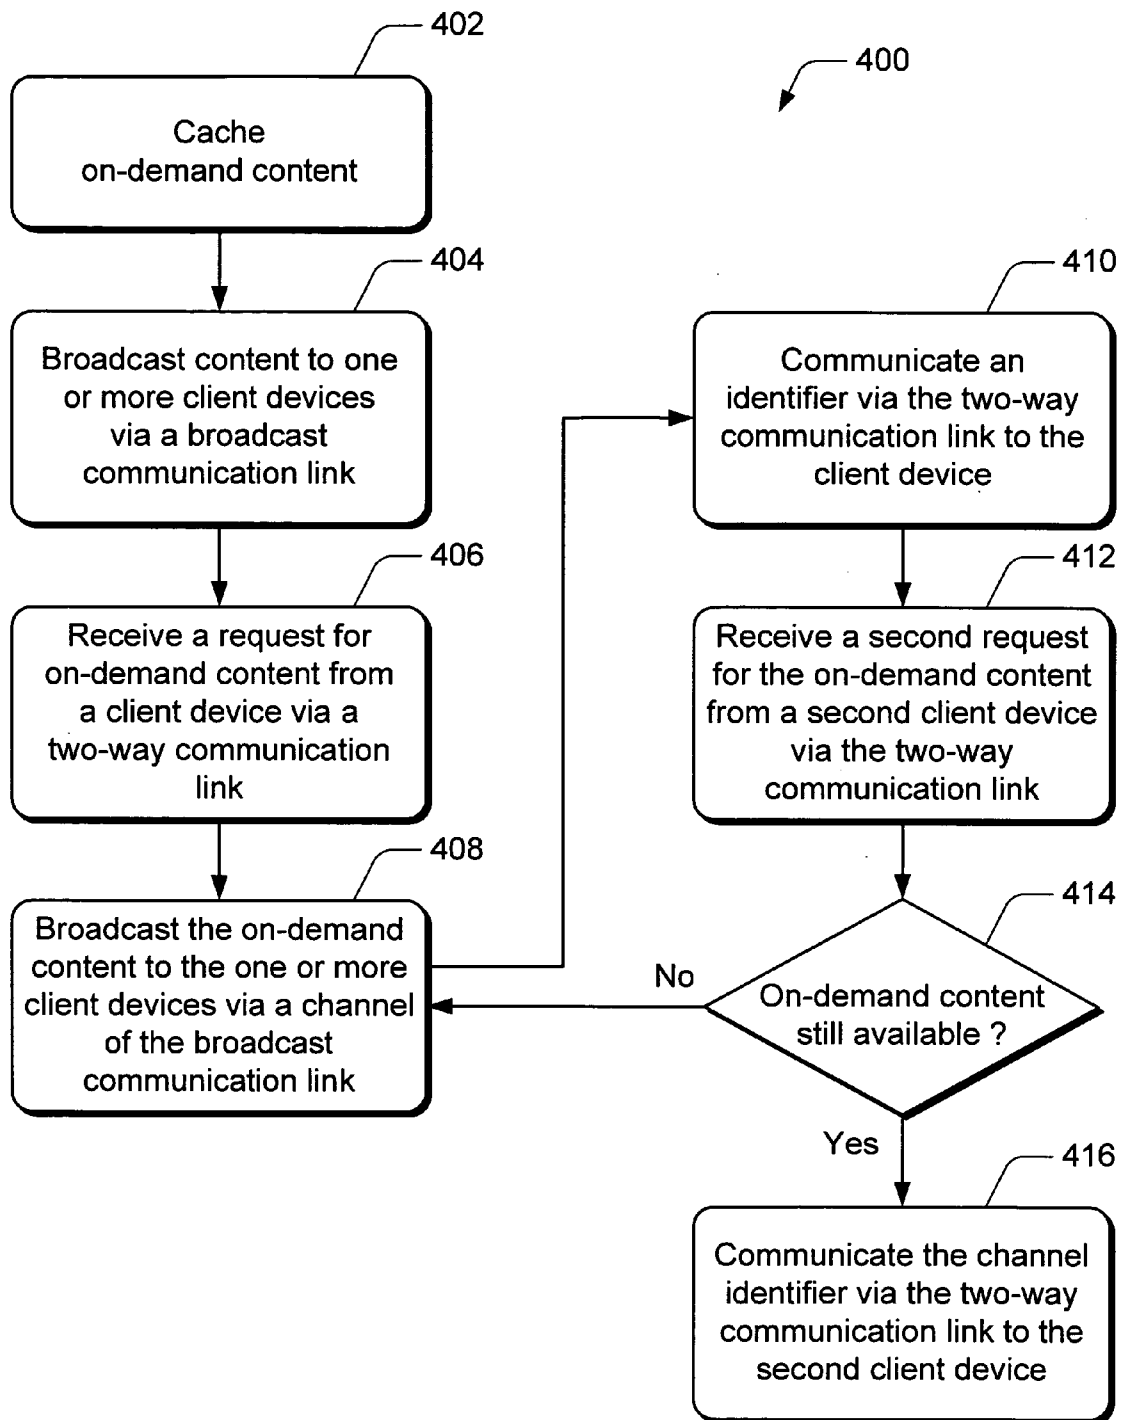 402
400
Cache
on-demand content
404
Broadcast content to one
or more client devices
via a broadcast
communication link
406
Receive a request for
on-demand content from
a client device via a
two-way communication
link
408
Broadcast the on-demand
content to the one or more
client devices via a channel
of the broadcast
communication link
410
Communicate an
identifier via the two-way
communication link to the
client device
412
Receive a second request
for the on-demand content
from a second client device
via the two-way
communication link
414
On-demand content
still available ?
No
Yes
416
Communicate the channel
identifier via the two-way
communication link to the
second client device